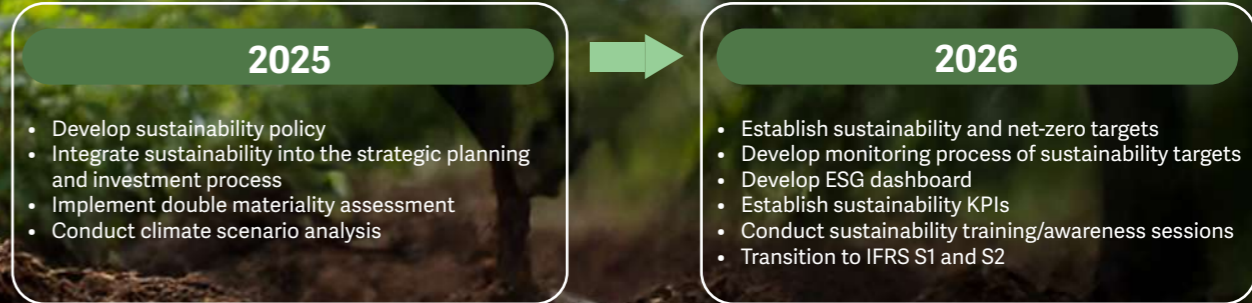 2025
• Develop sustainability policy
• Integrate sustainability into the strategic planning
and investment process
• Implement double materiality assessment
• Conduct climate scenario analysis
2026
• Establish sustainability and net-zero targets
• Develop monitoring process of sustainability targets
• Develop ESG dashboard
• Establish sustainability KPIs
• Conduct sustainability training/awareness sessions
• Transition to IFRS S1 and S2